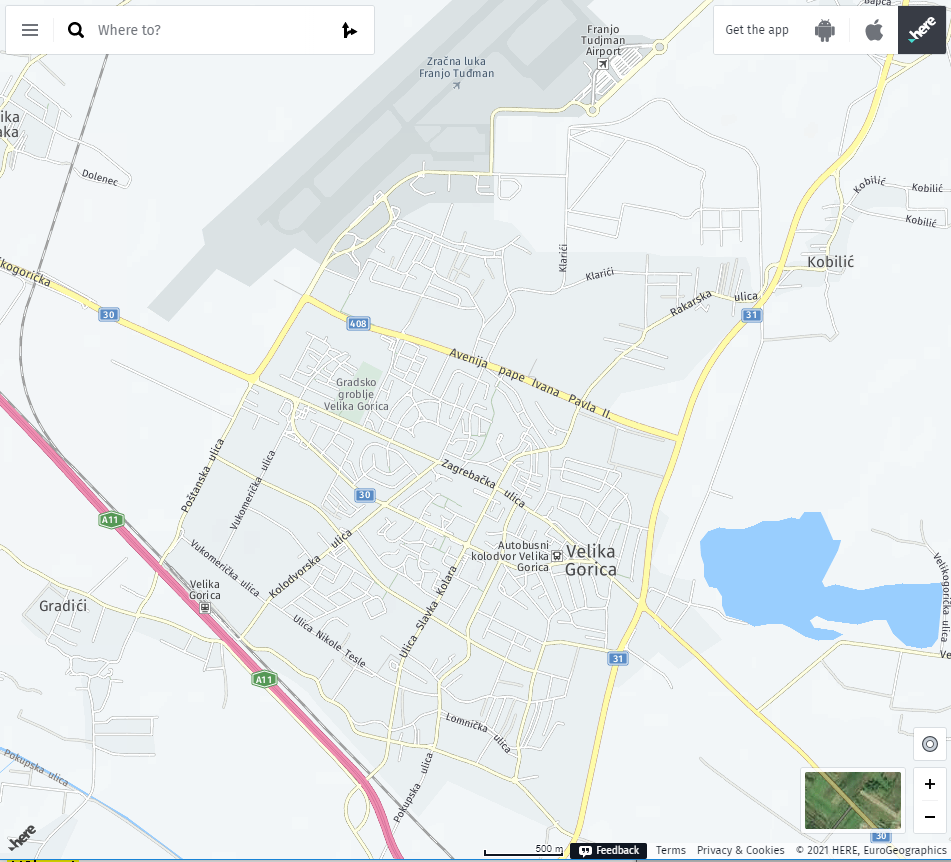 Where to?
Get the app
here
Franjo
Tudjman
Airport
Zračna luka
Franjo Tuđman
ika
aka
Dolenec
Kobilić
Kobilić
Kobilić
Kobilić
Klarići
Klarići
Rakarska ulica
kogorička
30
408
31
Avenija pape Ivana Pavla II.
Gradsko
groblje
Velika Gorica
Poštanska ulica
Vukomerička ulica
Zagrebačka ulica
30
A11
Vukomerička ulica
Kolodvorska ulica
Autobusni
kolodvor Velika
Gorica
Velika
Gorica
Velika
Gorica
Gradići
Ulica Slavka Kolara
Ulica Nikole Tesle
Velikogorička ulica
Ve
31
A11
Lomnička ulica
Pokupska ulica
Pokupska ulica
30
here
500 m
Feedback
Terms
Privacy & Cookies
© 2021 HERE, EuroGeographics